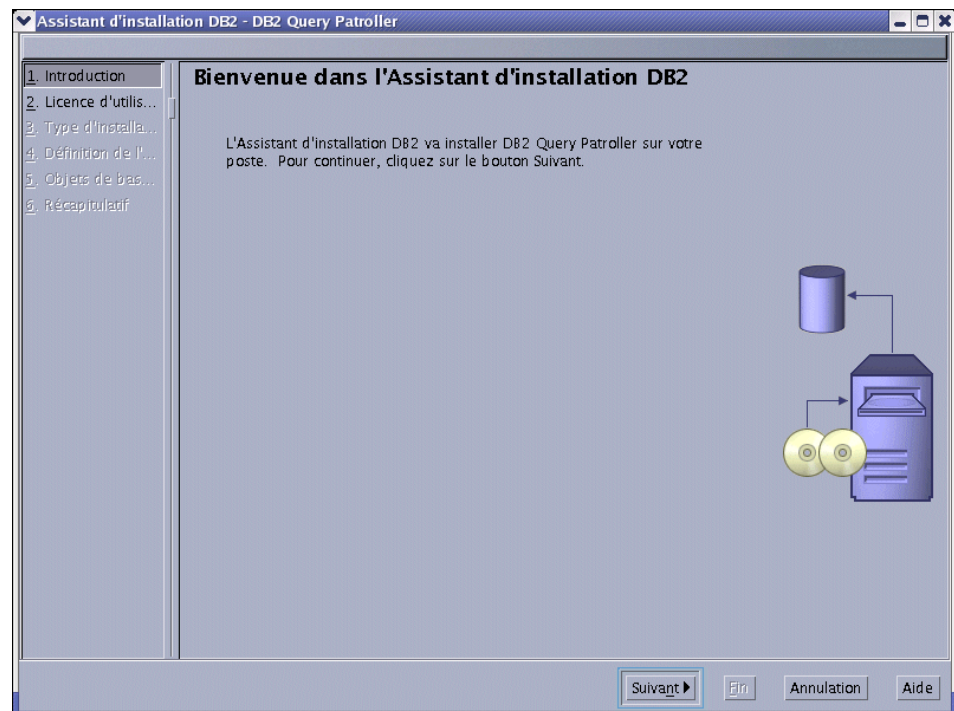 Assistant d'installation DB2 - DB2 Query Patroller
1. Introduction
2. Licence d'utilis...
3. Type d'installa...
4. Définition de l'...
5. Objets de bas...
6. Récapitulatif
Bienvenue dans l'Assistant d'installation DB2
L'Assistant d'installation DB2 va installer DB2 Query Patroller sur votre
poste. Pour continuer, cliquez sur le bouton Suivant.
Suivant
Fin
Annulation
Aide